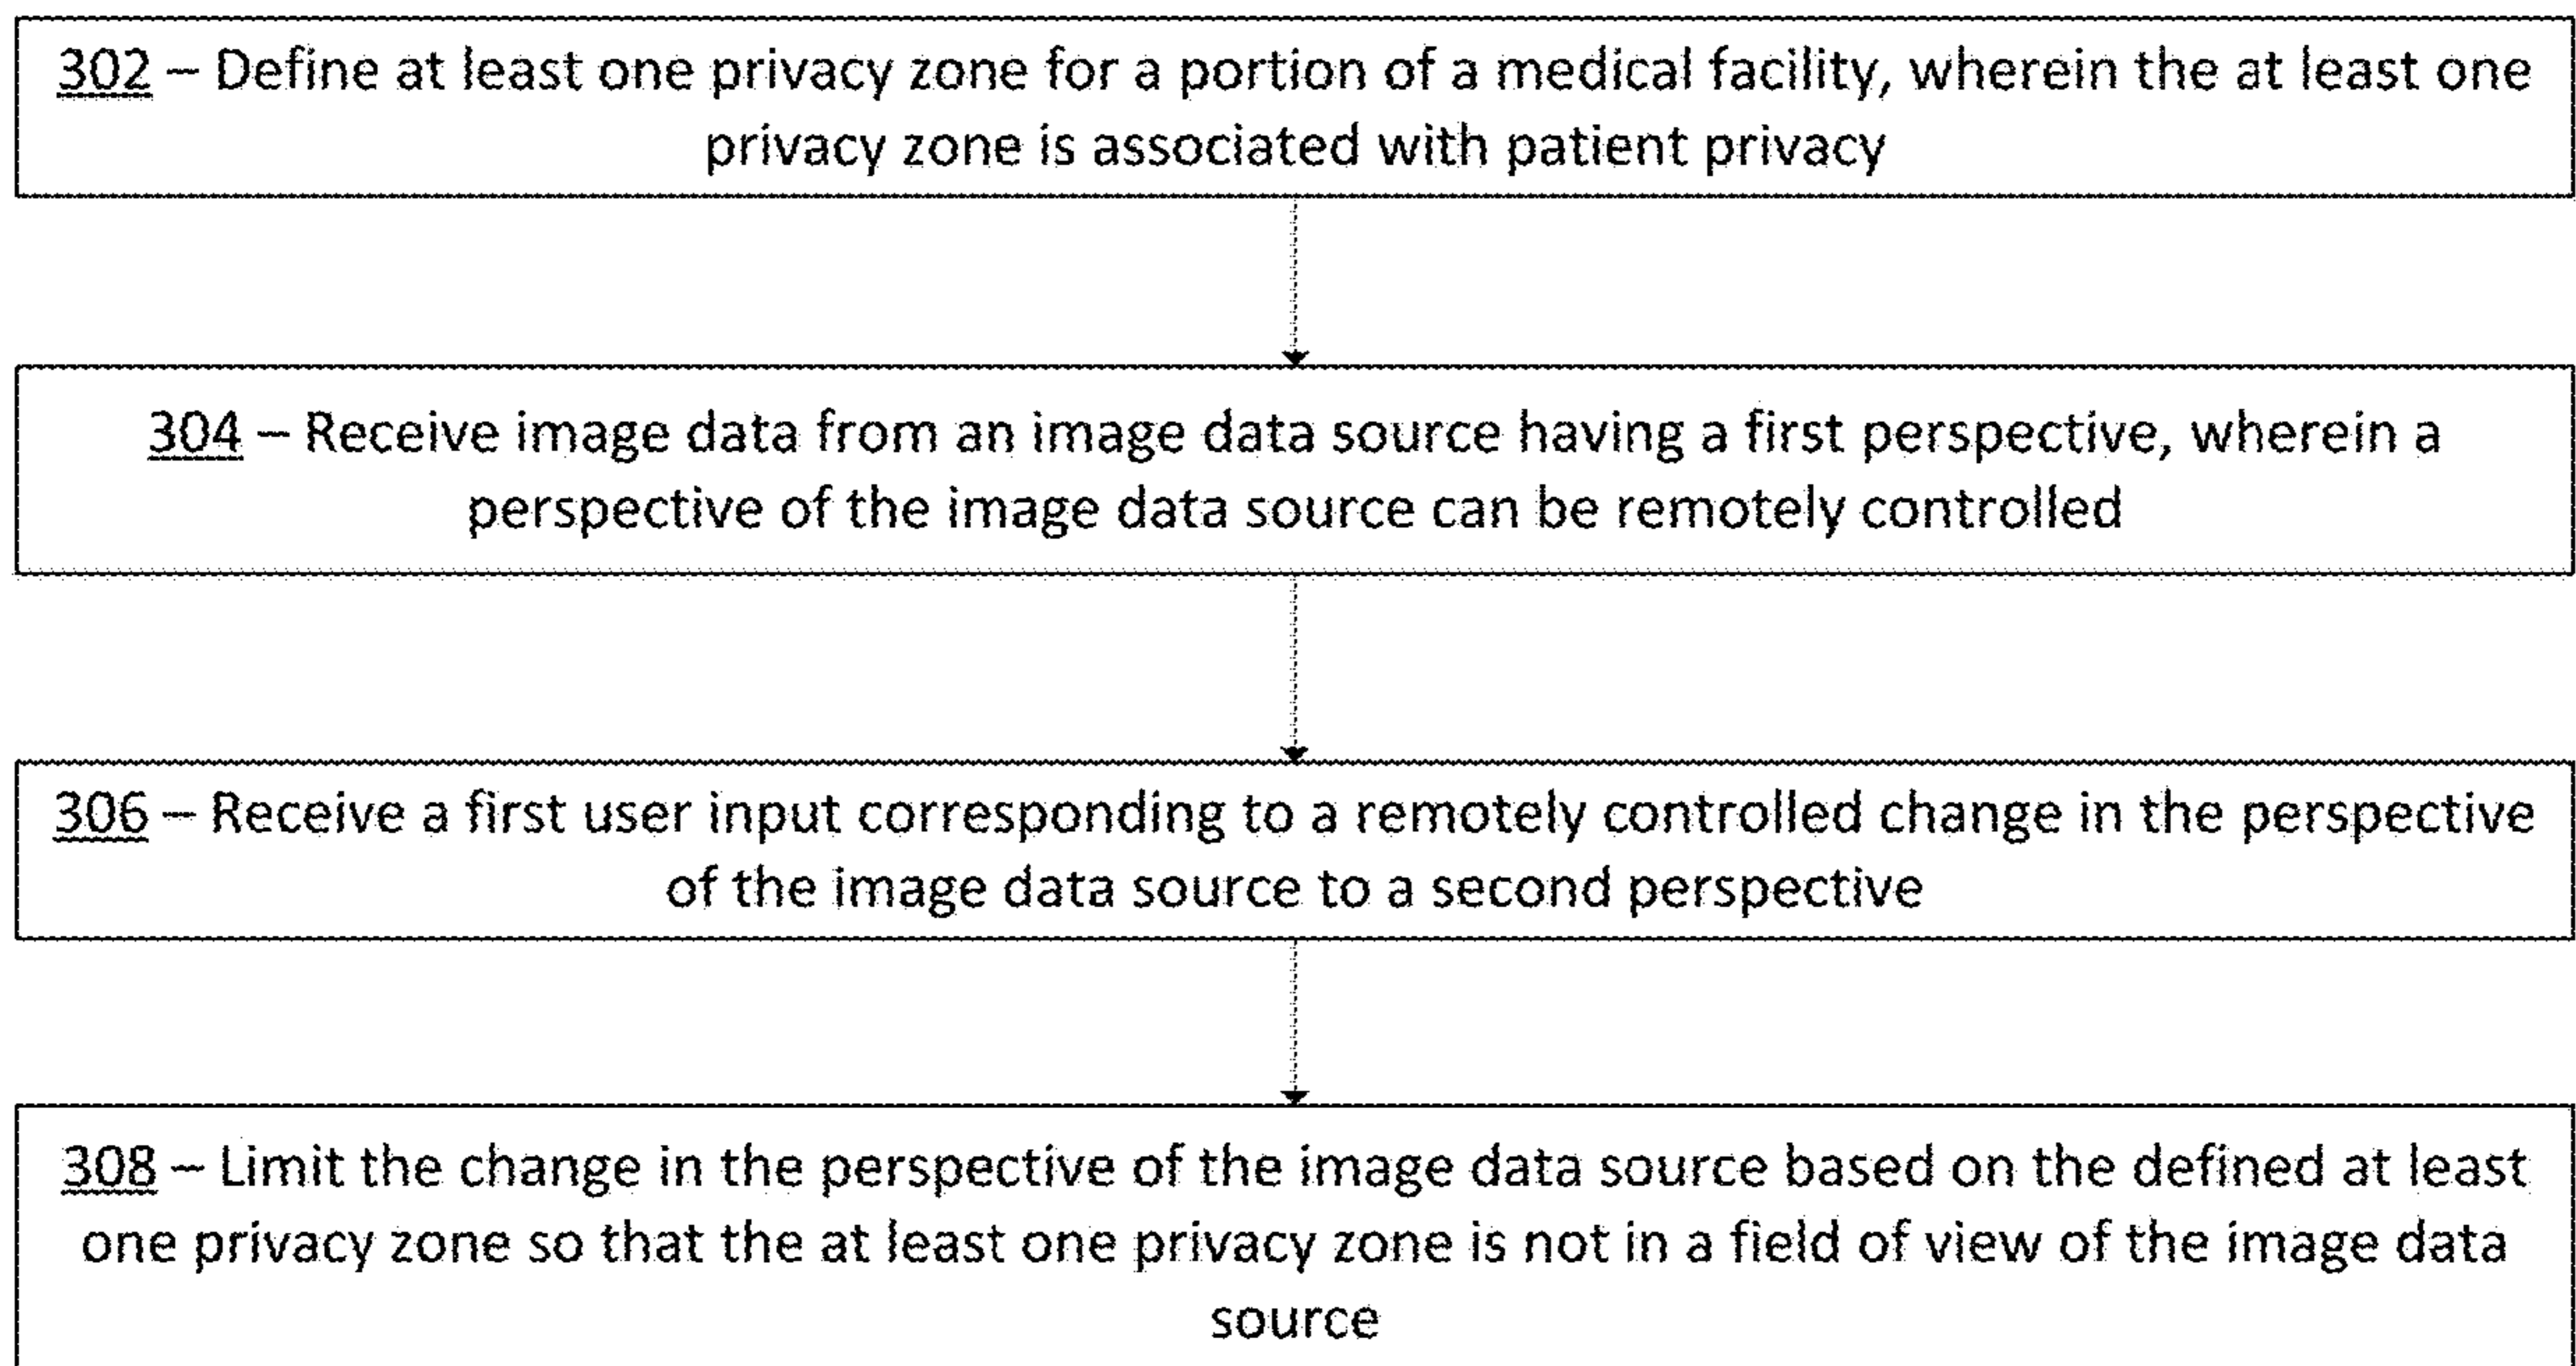 302 – Define at least one privacy zone for a portion of a medical facility, wherein the at least one
privacy zone is associated with patient privacy
304 – Receive image data from an image data source having a first perspective, wherein a
perspective of the image data source can be remotely controlled
306 – Receive a first user input corresponding to a remotely controlled change in the perspective
of the image data source to a second perspective
308 – Limit the change in the perspective of the image data source based on the defined at least
one privacy zone so that the at least one privacy zone is not in a field of view of the image data
source